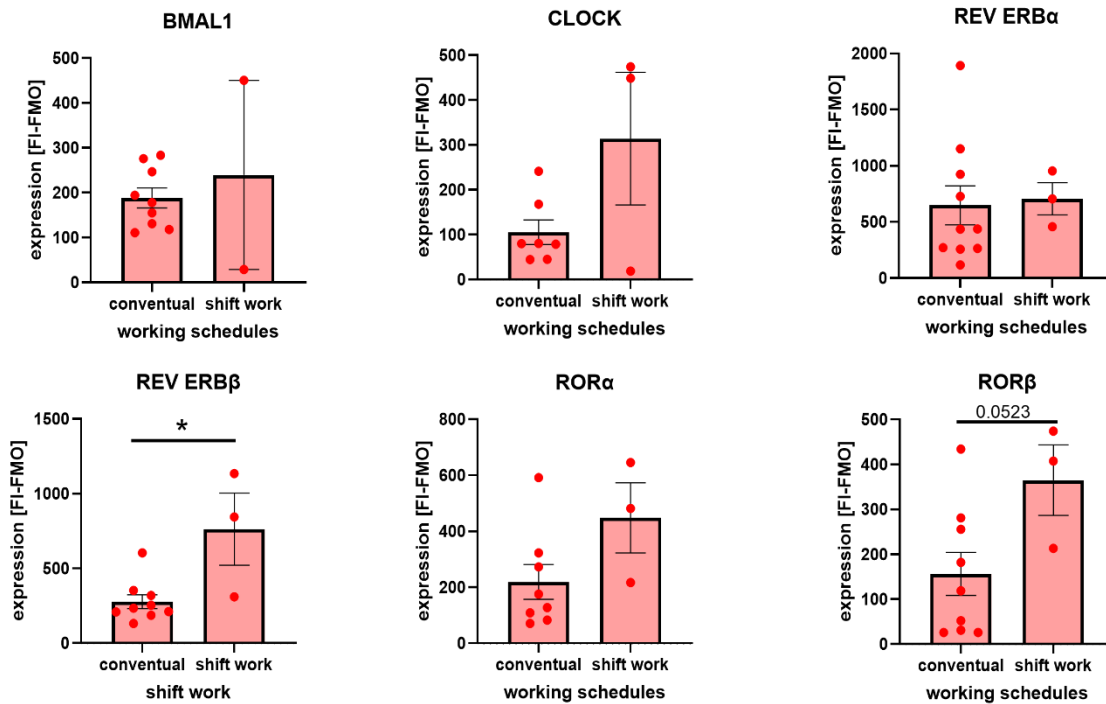 BMAL1
expression [FI-FMO]
500
400
300
200
100
0
conventual shift work
working schedules
CLOCK
expression [FI-FMO]
500
400
300
200
100
0
conventual shift work
working schedules
REV ERBα
expression [FI-FMO]
2000
1500
1000
500
0
conventual shift work
working schedules
REV ERBβ
expression [FI-FMO]
1500
1000
500
0
*
conventual shift work
shift work
RORα
expression [FI-FMO]
800
600
400
200
0
conventual shift work
working schedules
RORβ
0.0523
expression [FI-FMO]
500
400
300
200
100
0
conventual shift work
working schedules